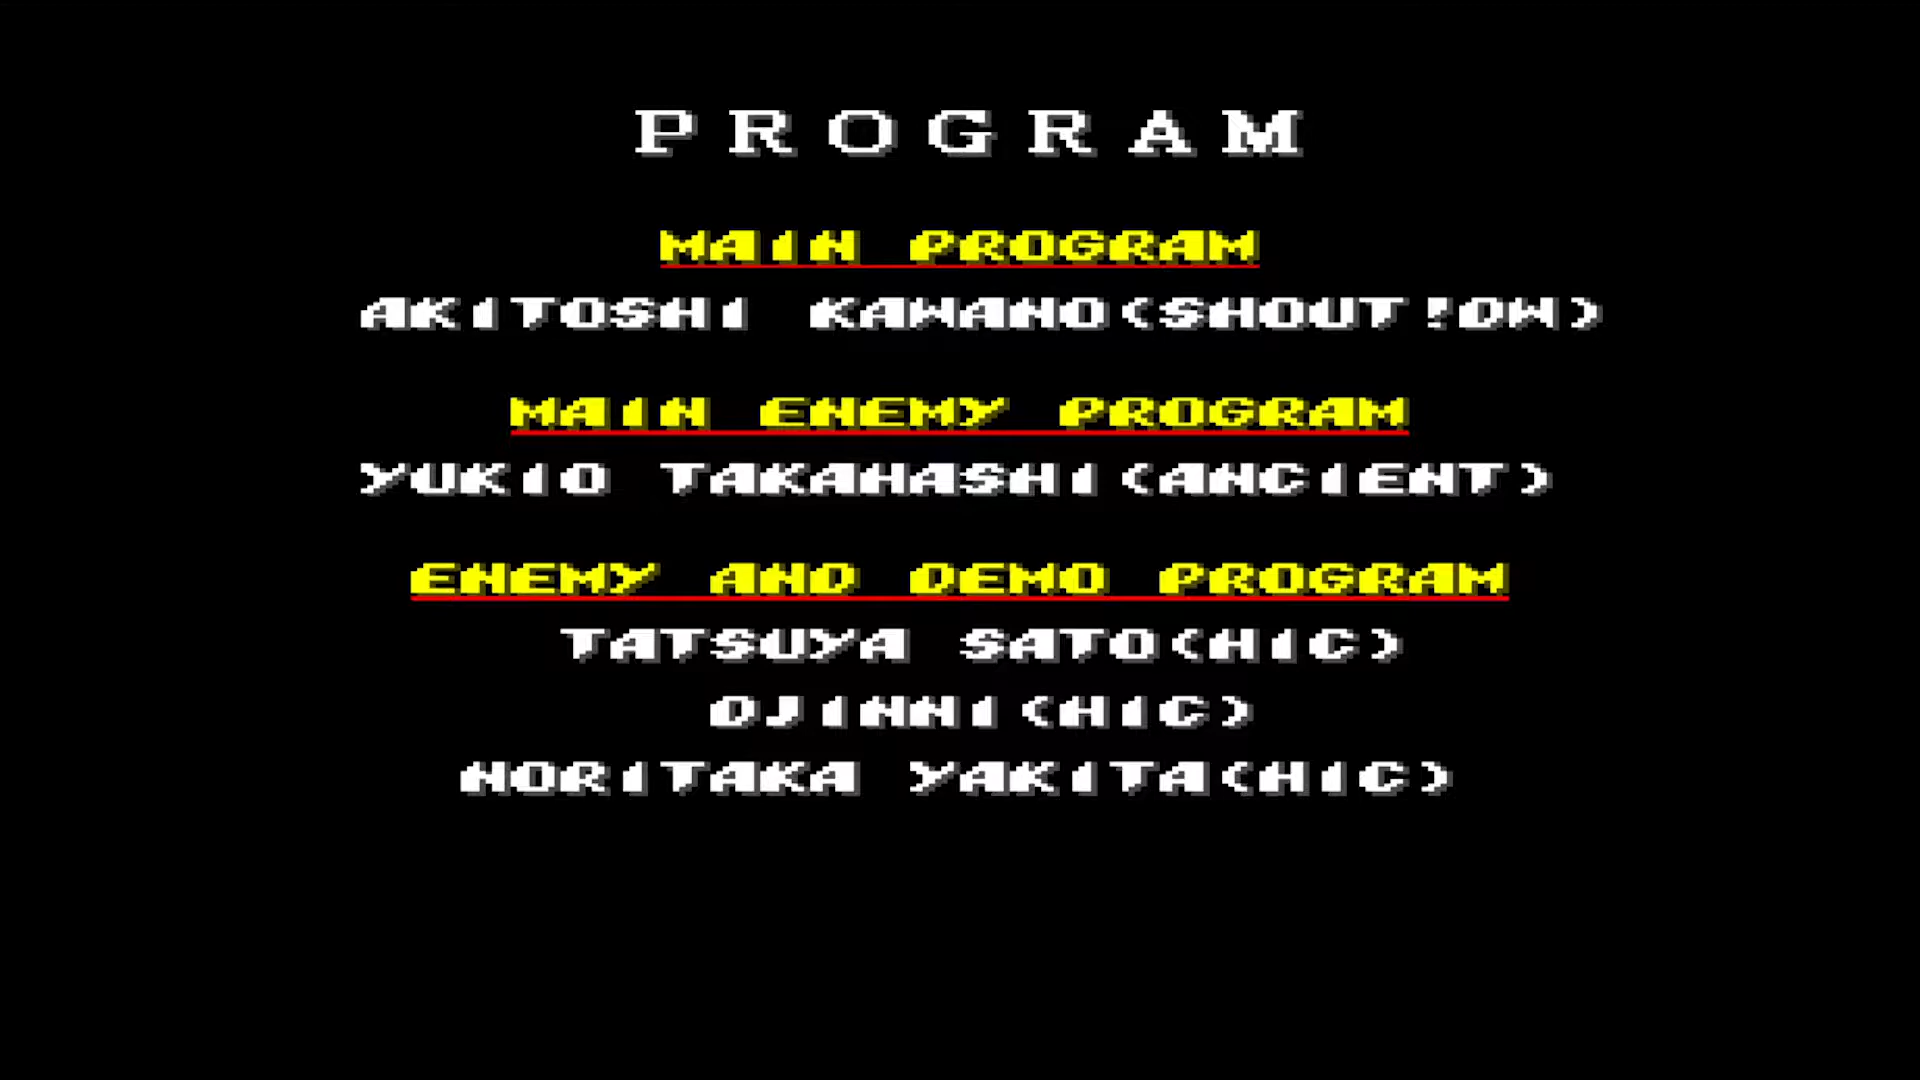 PROGRAM
MAIN PROGRAM
AKITOSHI KAWANO(SHOUT!DW)
MAIN ENEMY PROGRAM
YUKIO TAKAHASHI(ANCIENT)
ENEMY AND DEMO PROGRAM
TATSUYA SATO(HIC)
DJINNI(HIC)
NORITAKA YAKITA(HIC)